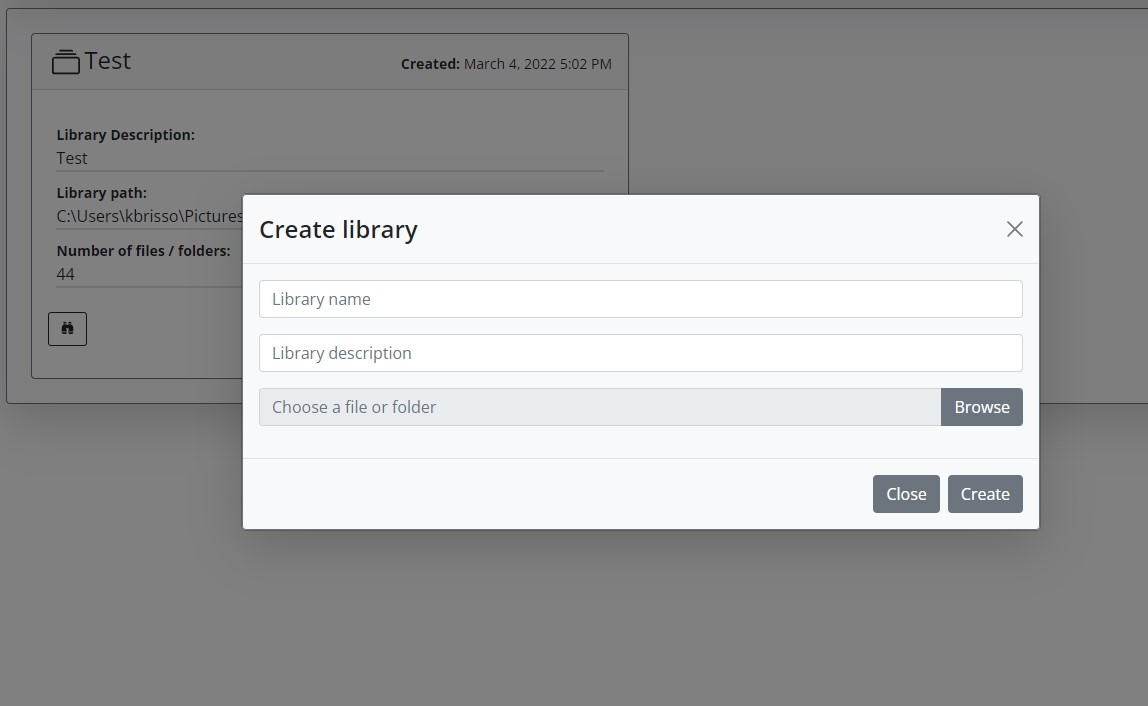 Test
Created: March 4, 2022 5:02 PM
Library Description:
Test
Library path:
C:\Users\kbrisso\Pictures
Number of files / folders:
44
Create library
Library name
Library description
Choose a file or folder
Browse
Close
Create